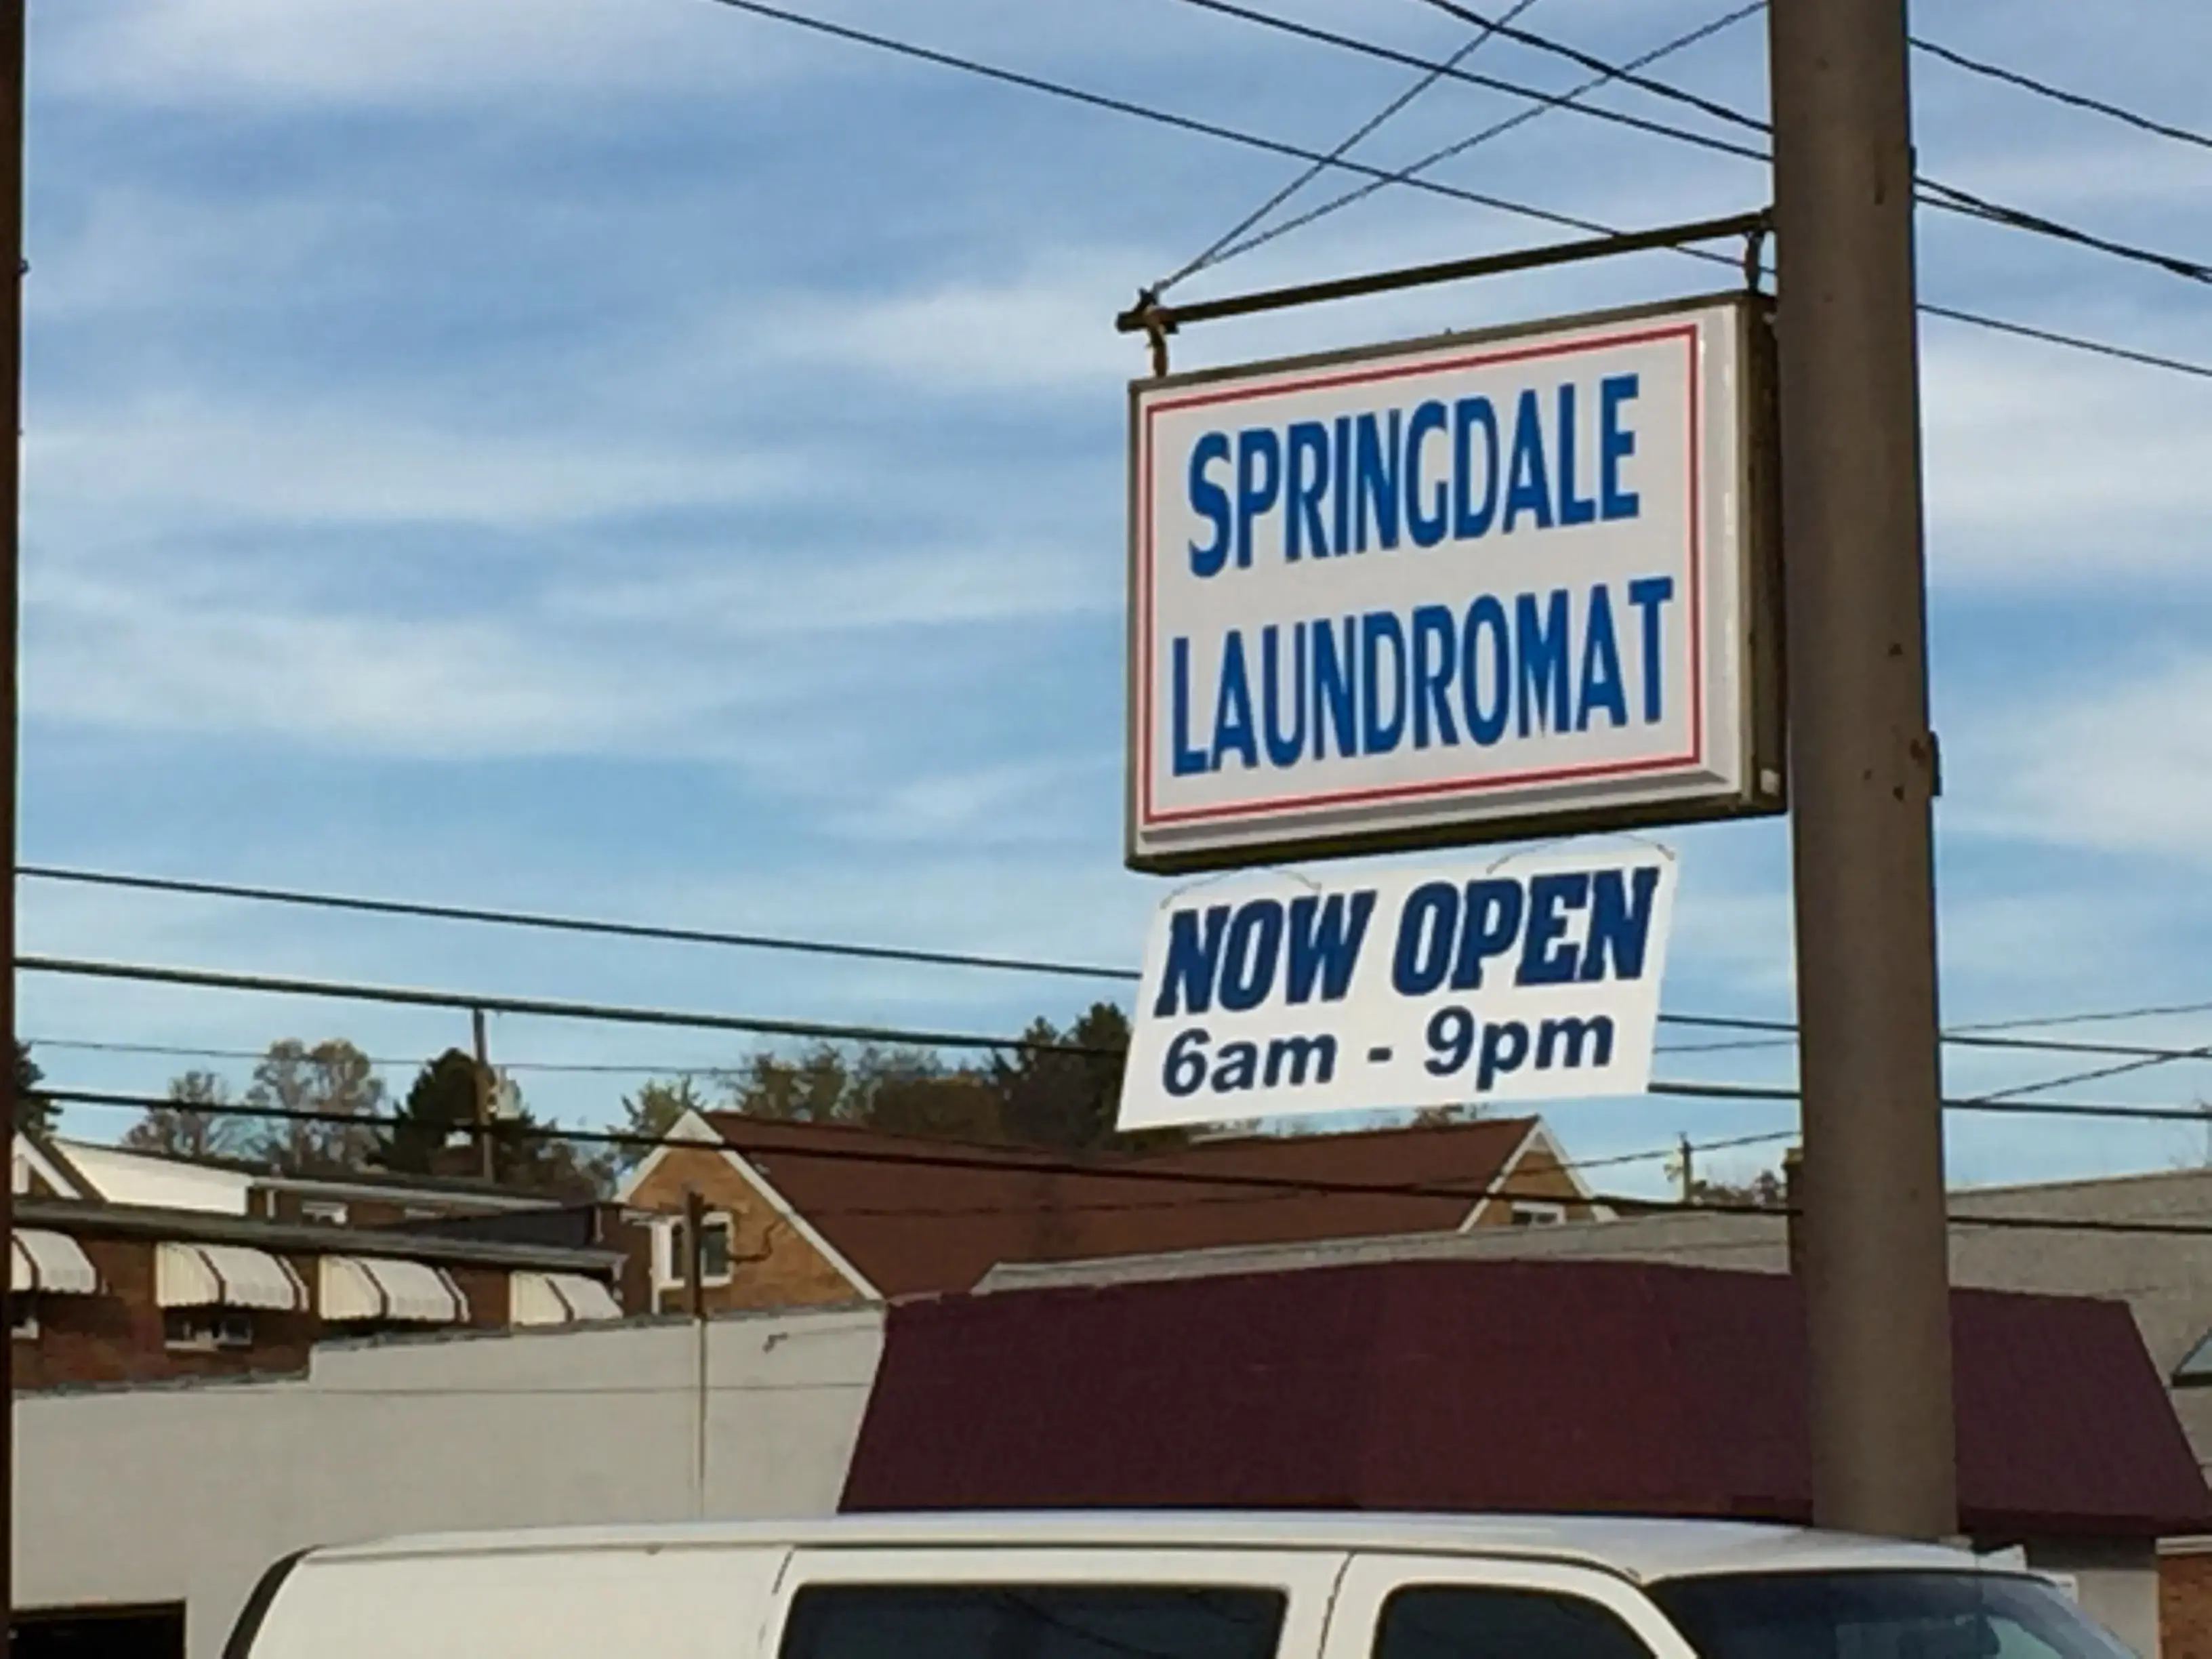 SPRINGDALE
LAUNDROMAT
NOW OPEN
6am - 9pm